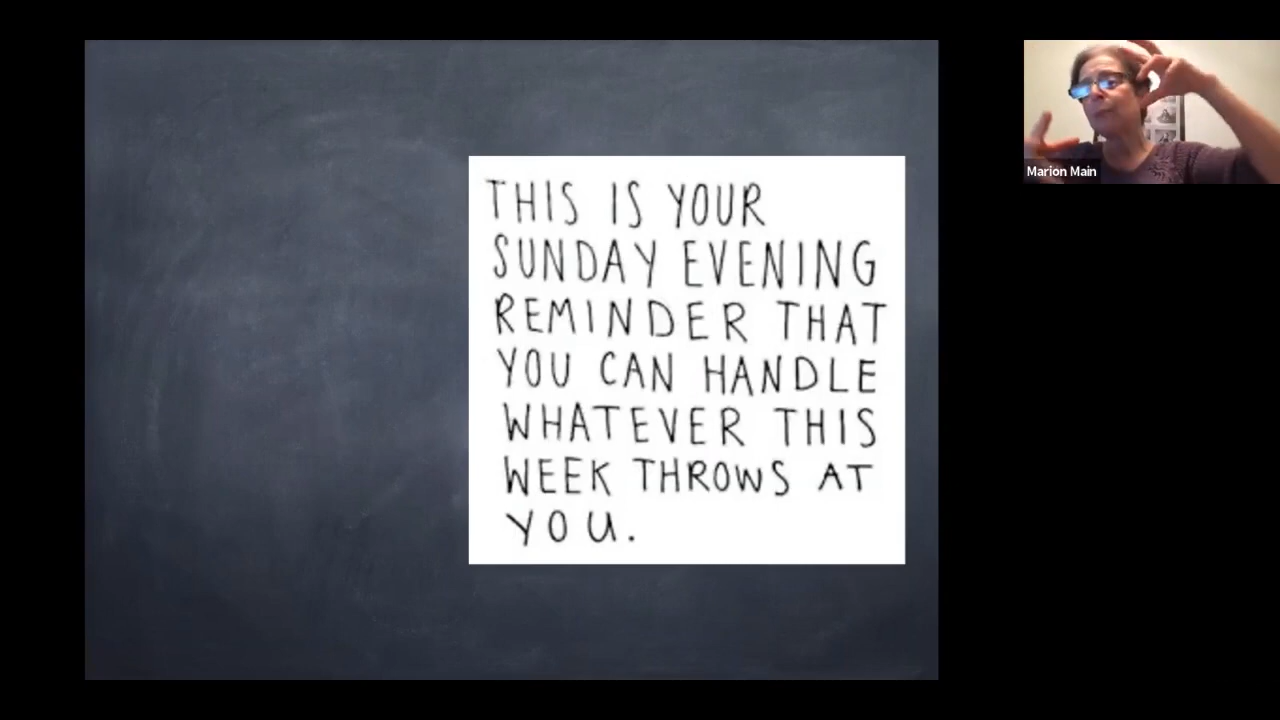 THIS IS YOUR
SUNDAY EVENING
REMINDER THAT
YOU CAN HANDLE
WHATEVER THIS
WEEK THROWS AT
YOU.
Marion Main